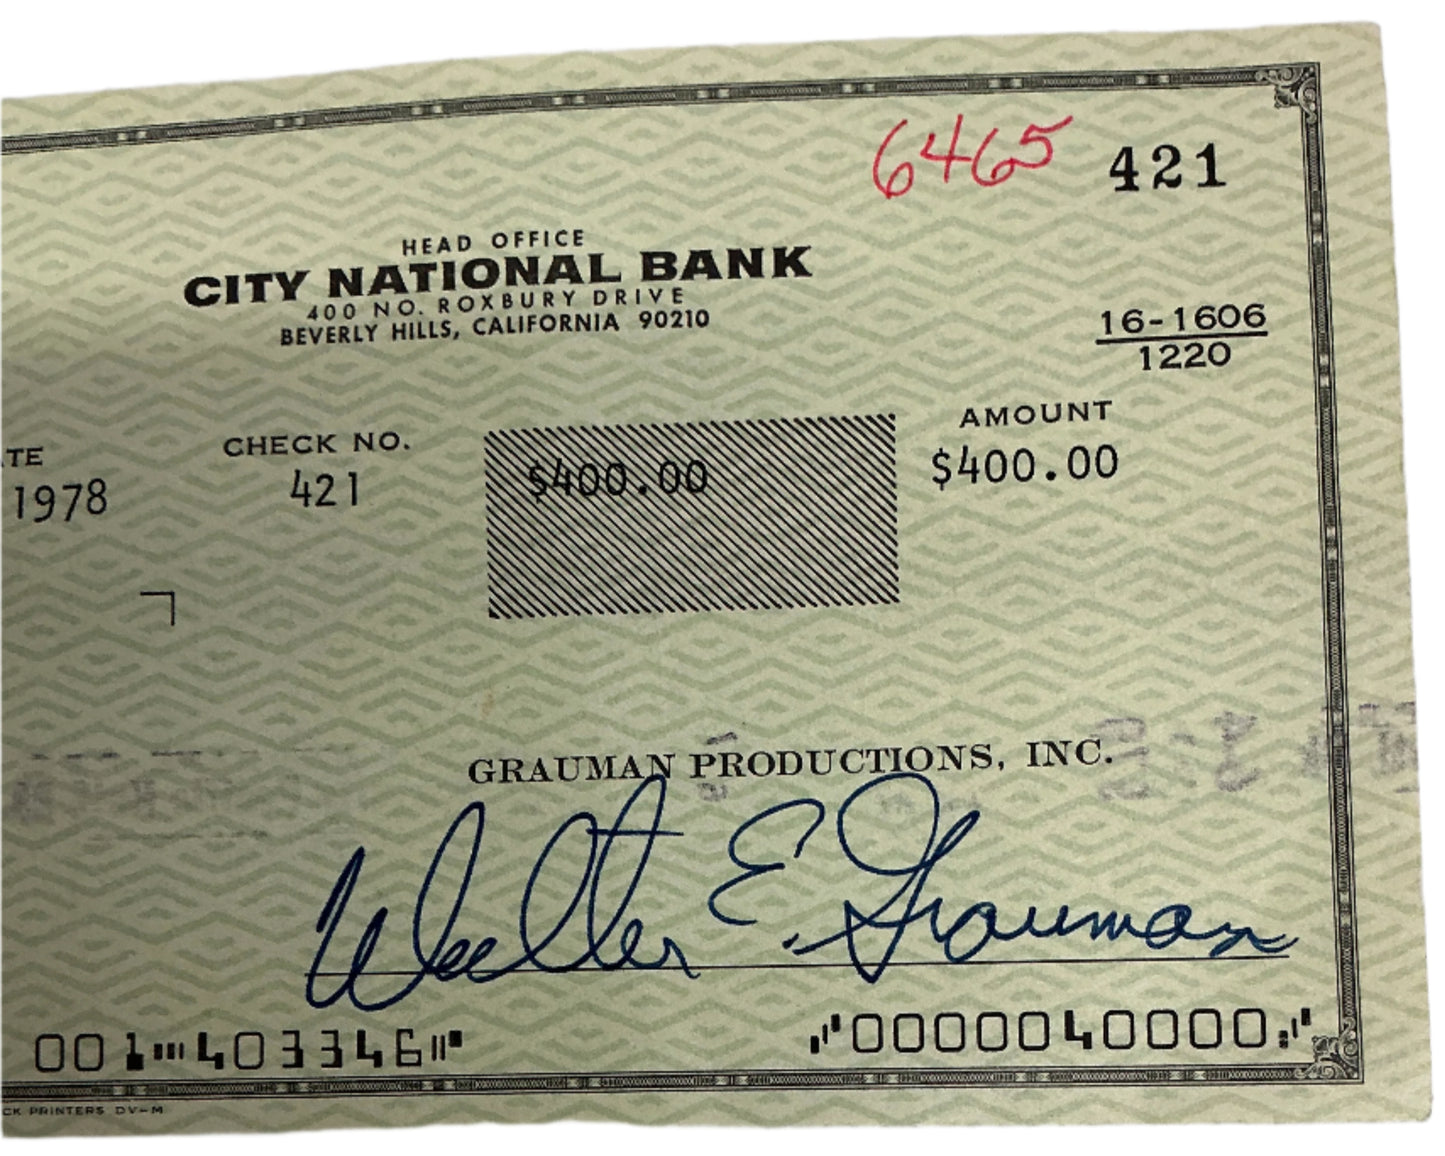 6465 421
HEAD OFFICE
CITY NATIONAL BANK
400 NO. ROXBURY DRIVE
BEVERLY HILLS, CALIFORNIA 90210
16-1606
1220
TE CHECK NO. AMOUNT
1978 421 $400.00 $400.00
GRAUMAN PRODUCTIONS, INC.
Walter E. Grauman
001⑉403346⑈ ⑆0000040000⑆
CK PRINTERS DV-M